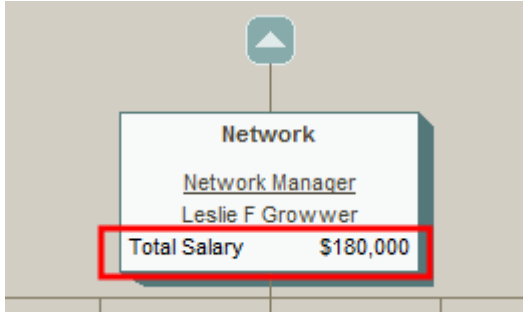 Network
Network Manager
Leslie F Growwer
Total Salary $180,000